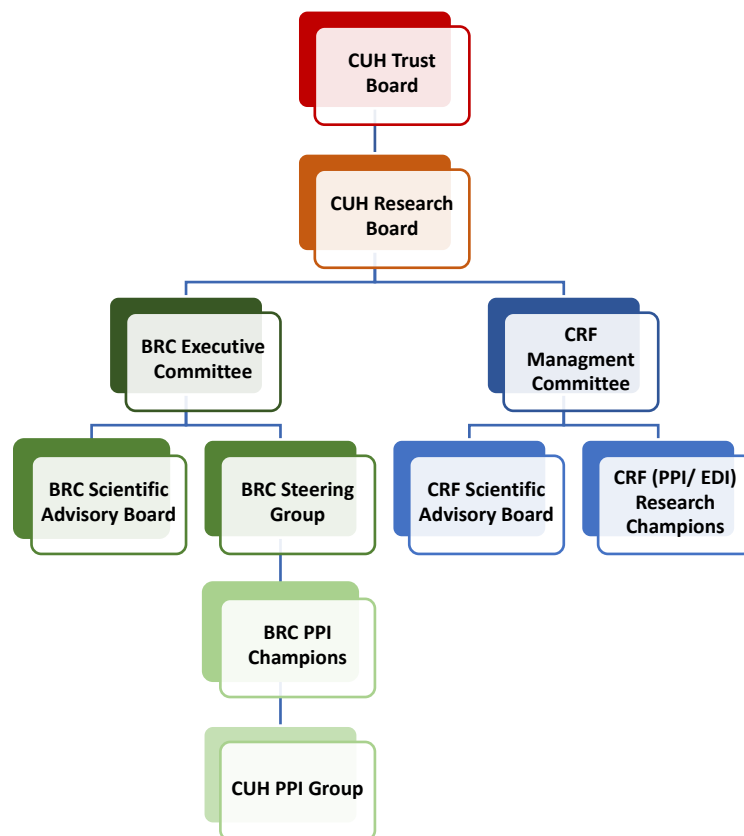 CUH Trust
Board
CUH Research
Board
BRC Executive
Committee
CRF
Managment
Committee
BRC Scientific
Advisory Board
BRC Steering
Group
CRF Scientific
Advisory Board
CRF (PPI/ EDI)
Research
Champions
BRC PPI
Champions
CUH PPI Group